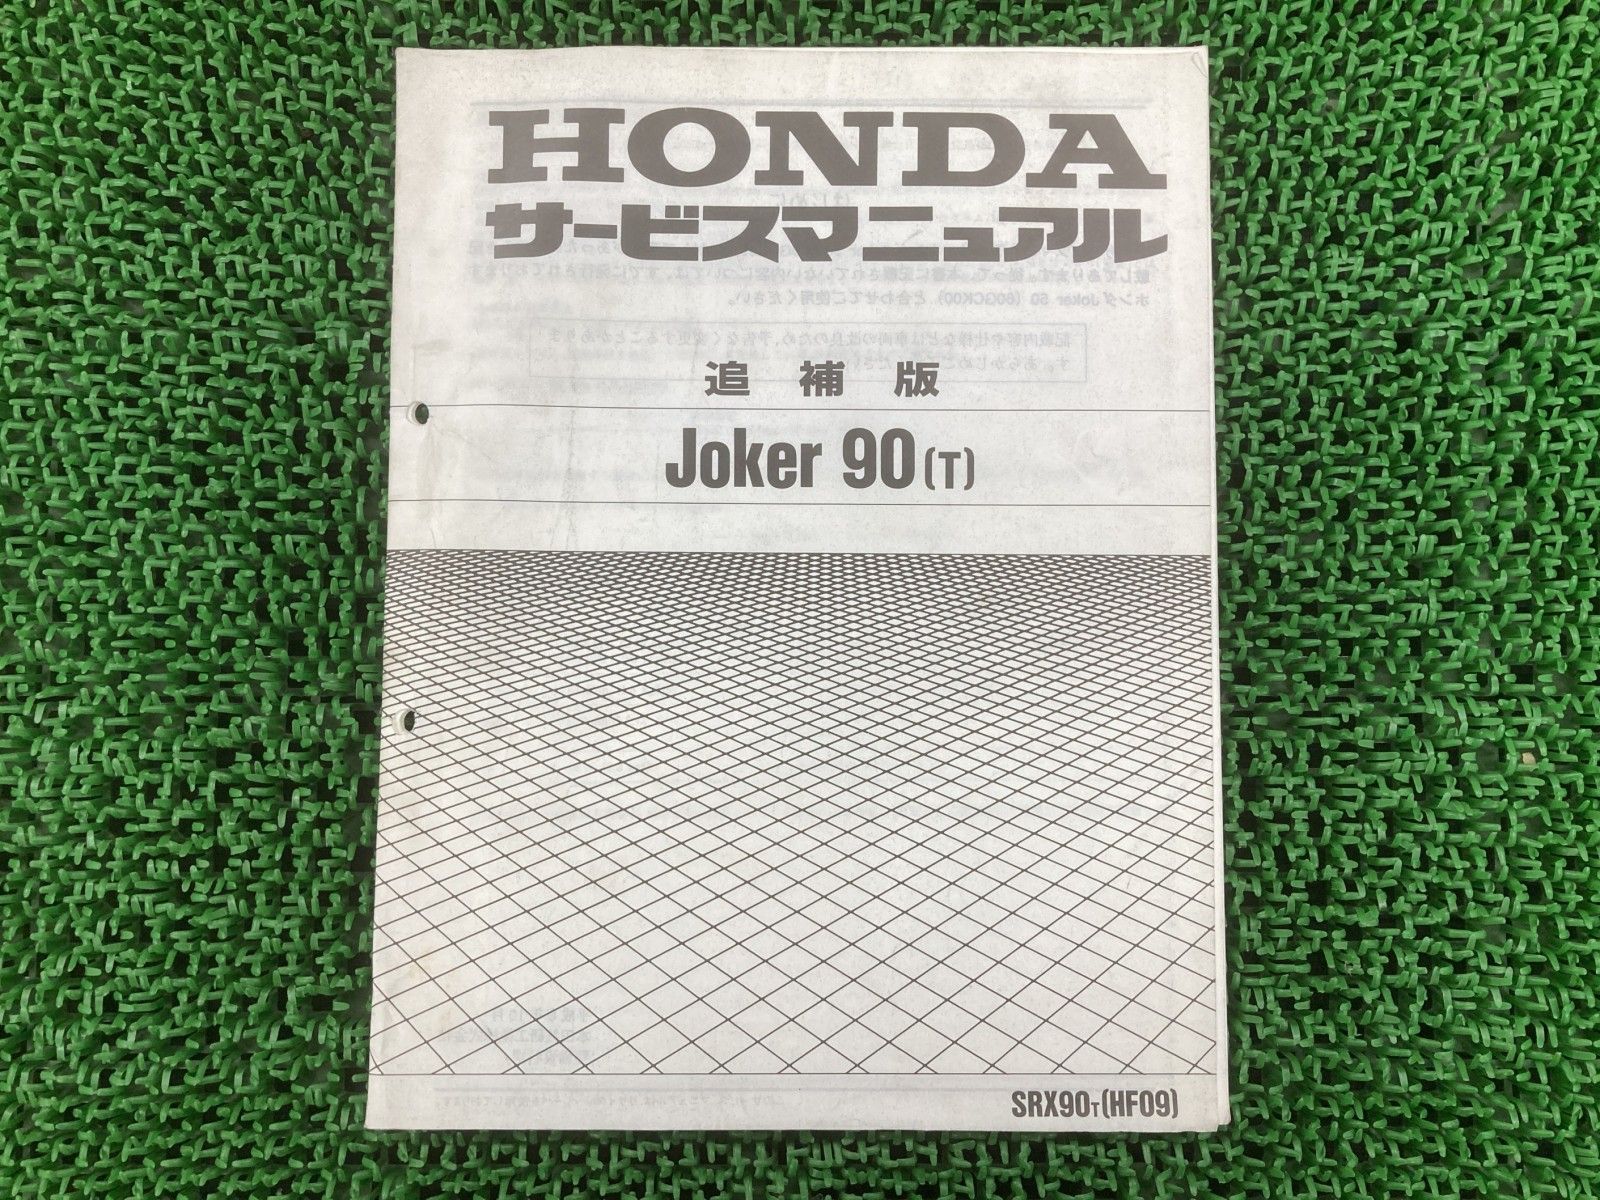 HONDA
サービスマニュアル
追補版
Joker 90 (T)
SRX90T (HF09)